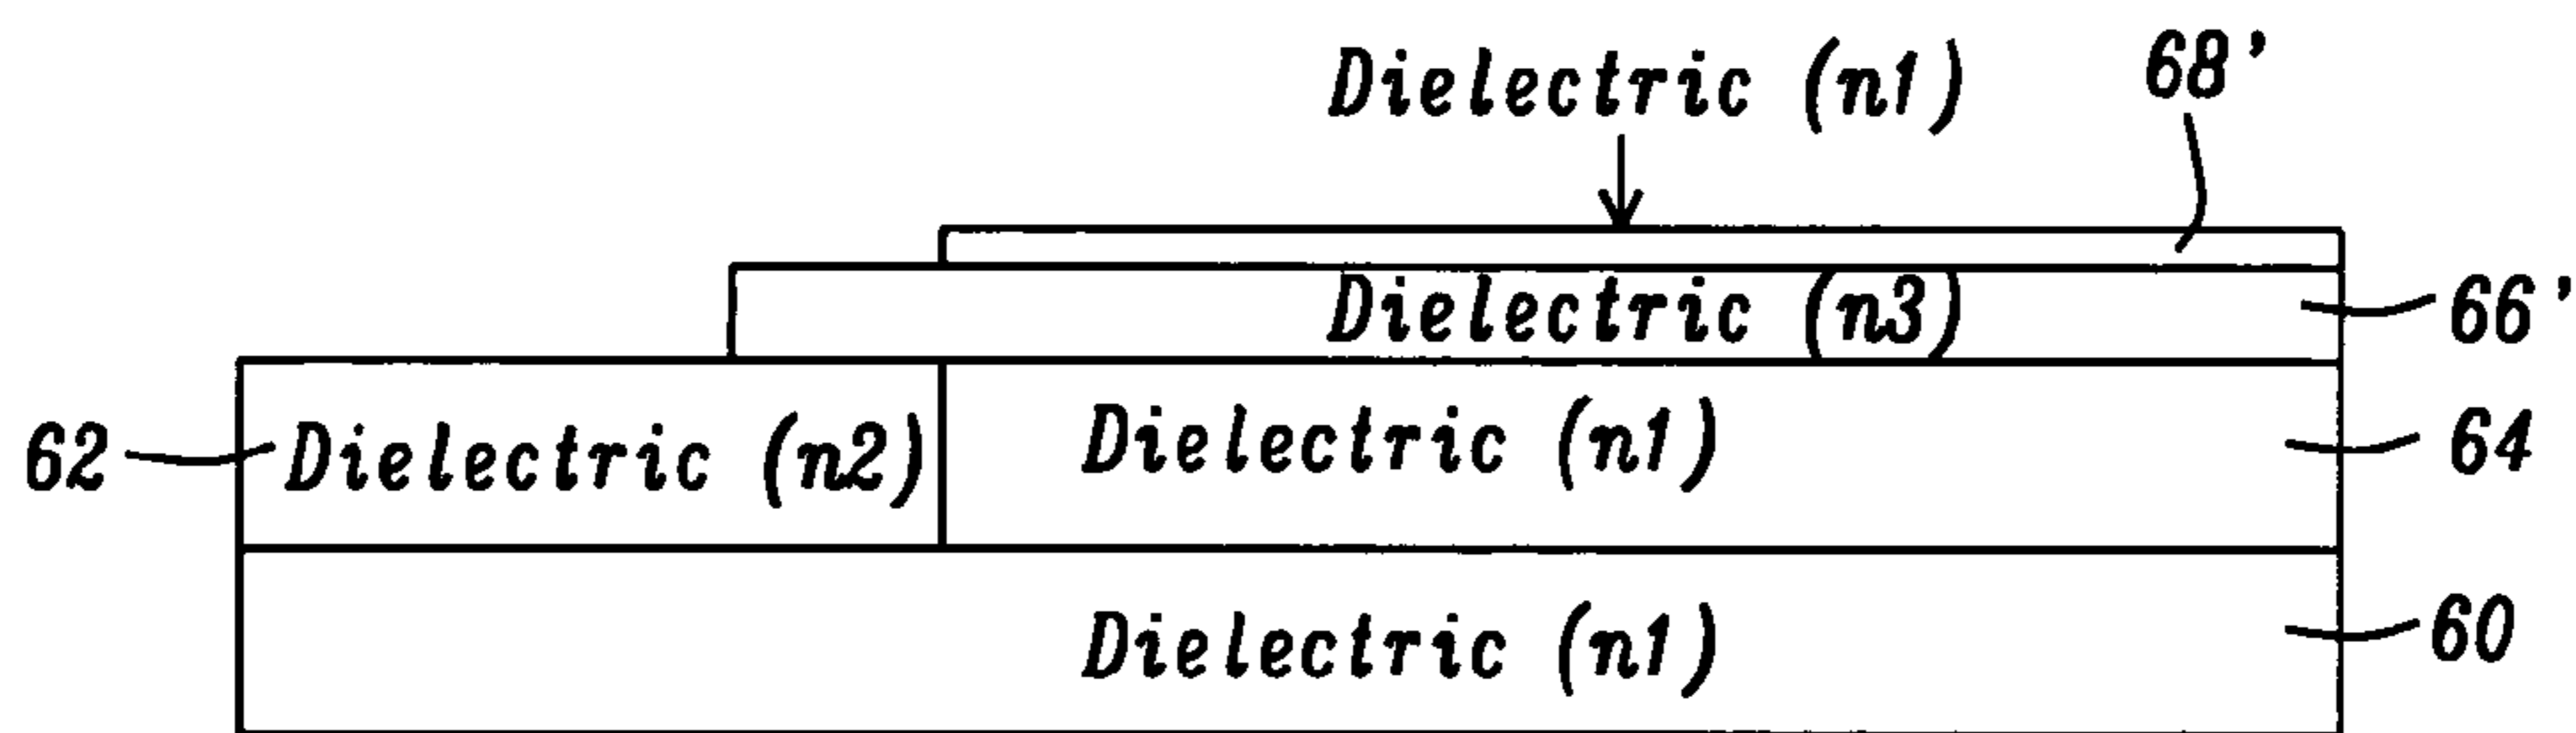 Dielectric (n1)
68'
Dielectric (n3)
66'
62
Dielectric (n2)
Dielectric (n1)
64
Dielectric (n1)
60